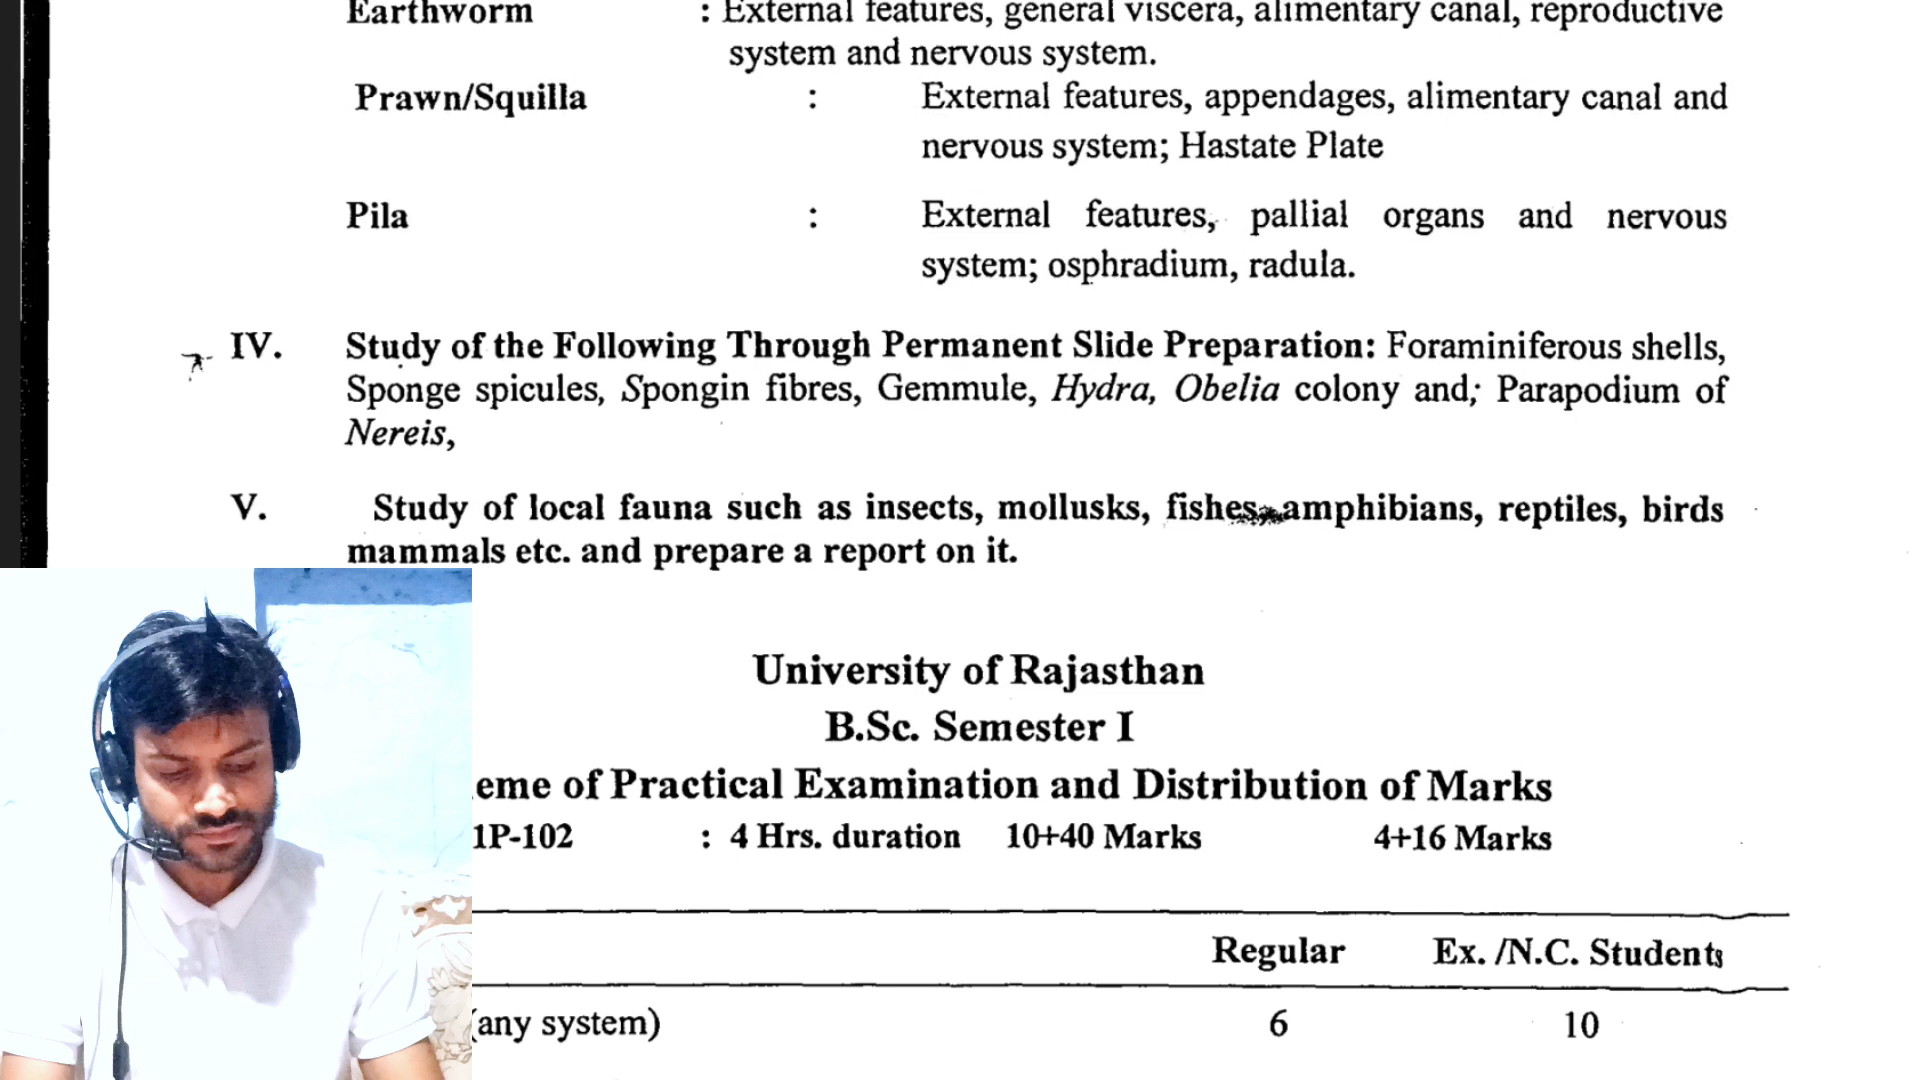 Earthworm : External features, general viscera, alimentary canal, reproductive
system and nervous system.
Prawn/Squilla : External features, appendages, alimentary canal and
nervous system; Hastate Plate
Pila : External features, pallial organs and nervous
system; osphradium, radula.
IV. Study of the Following Through Permanent Slide Preparation: Foraminiferous shells,
Sponge spicules, Spongin fibres, Gemmule, Hydra, Obelia colony and; Parapodium of
Nereis,
V. Study of local fauna such as insects, mollusks, fishes, amphibians, reptiles, birds
mammals etc. and prepare a report on it.
University of Rajasthan
B.Sc. Semester I
eme of Practical Examination and Distribution of Marks
1P-102 : 4 Hrs. duration 10+40 Marks 4+16 Marks
Regular Ex. /N.C. Students
(any system) 6 10